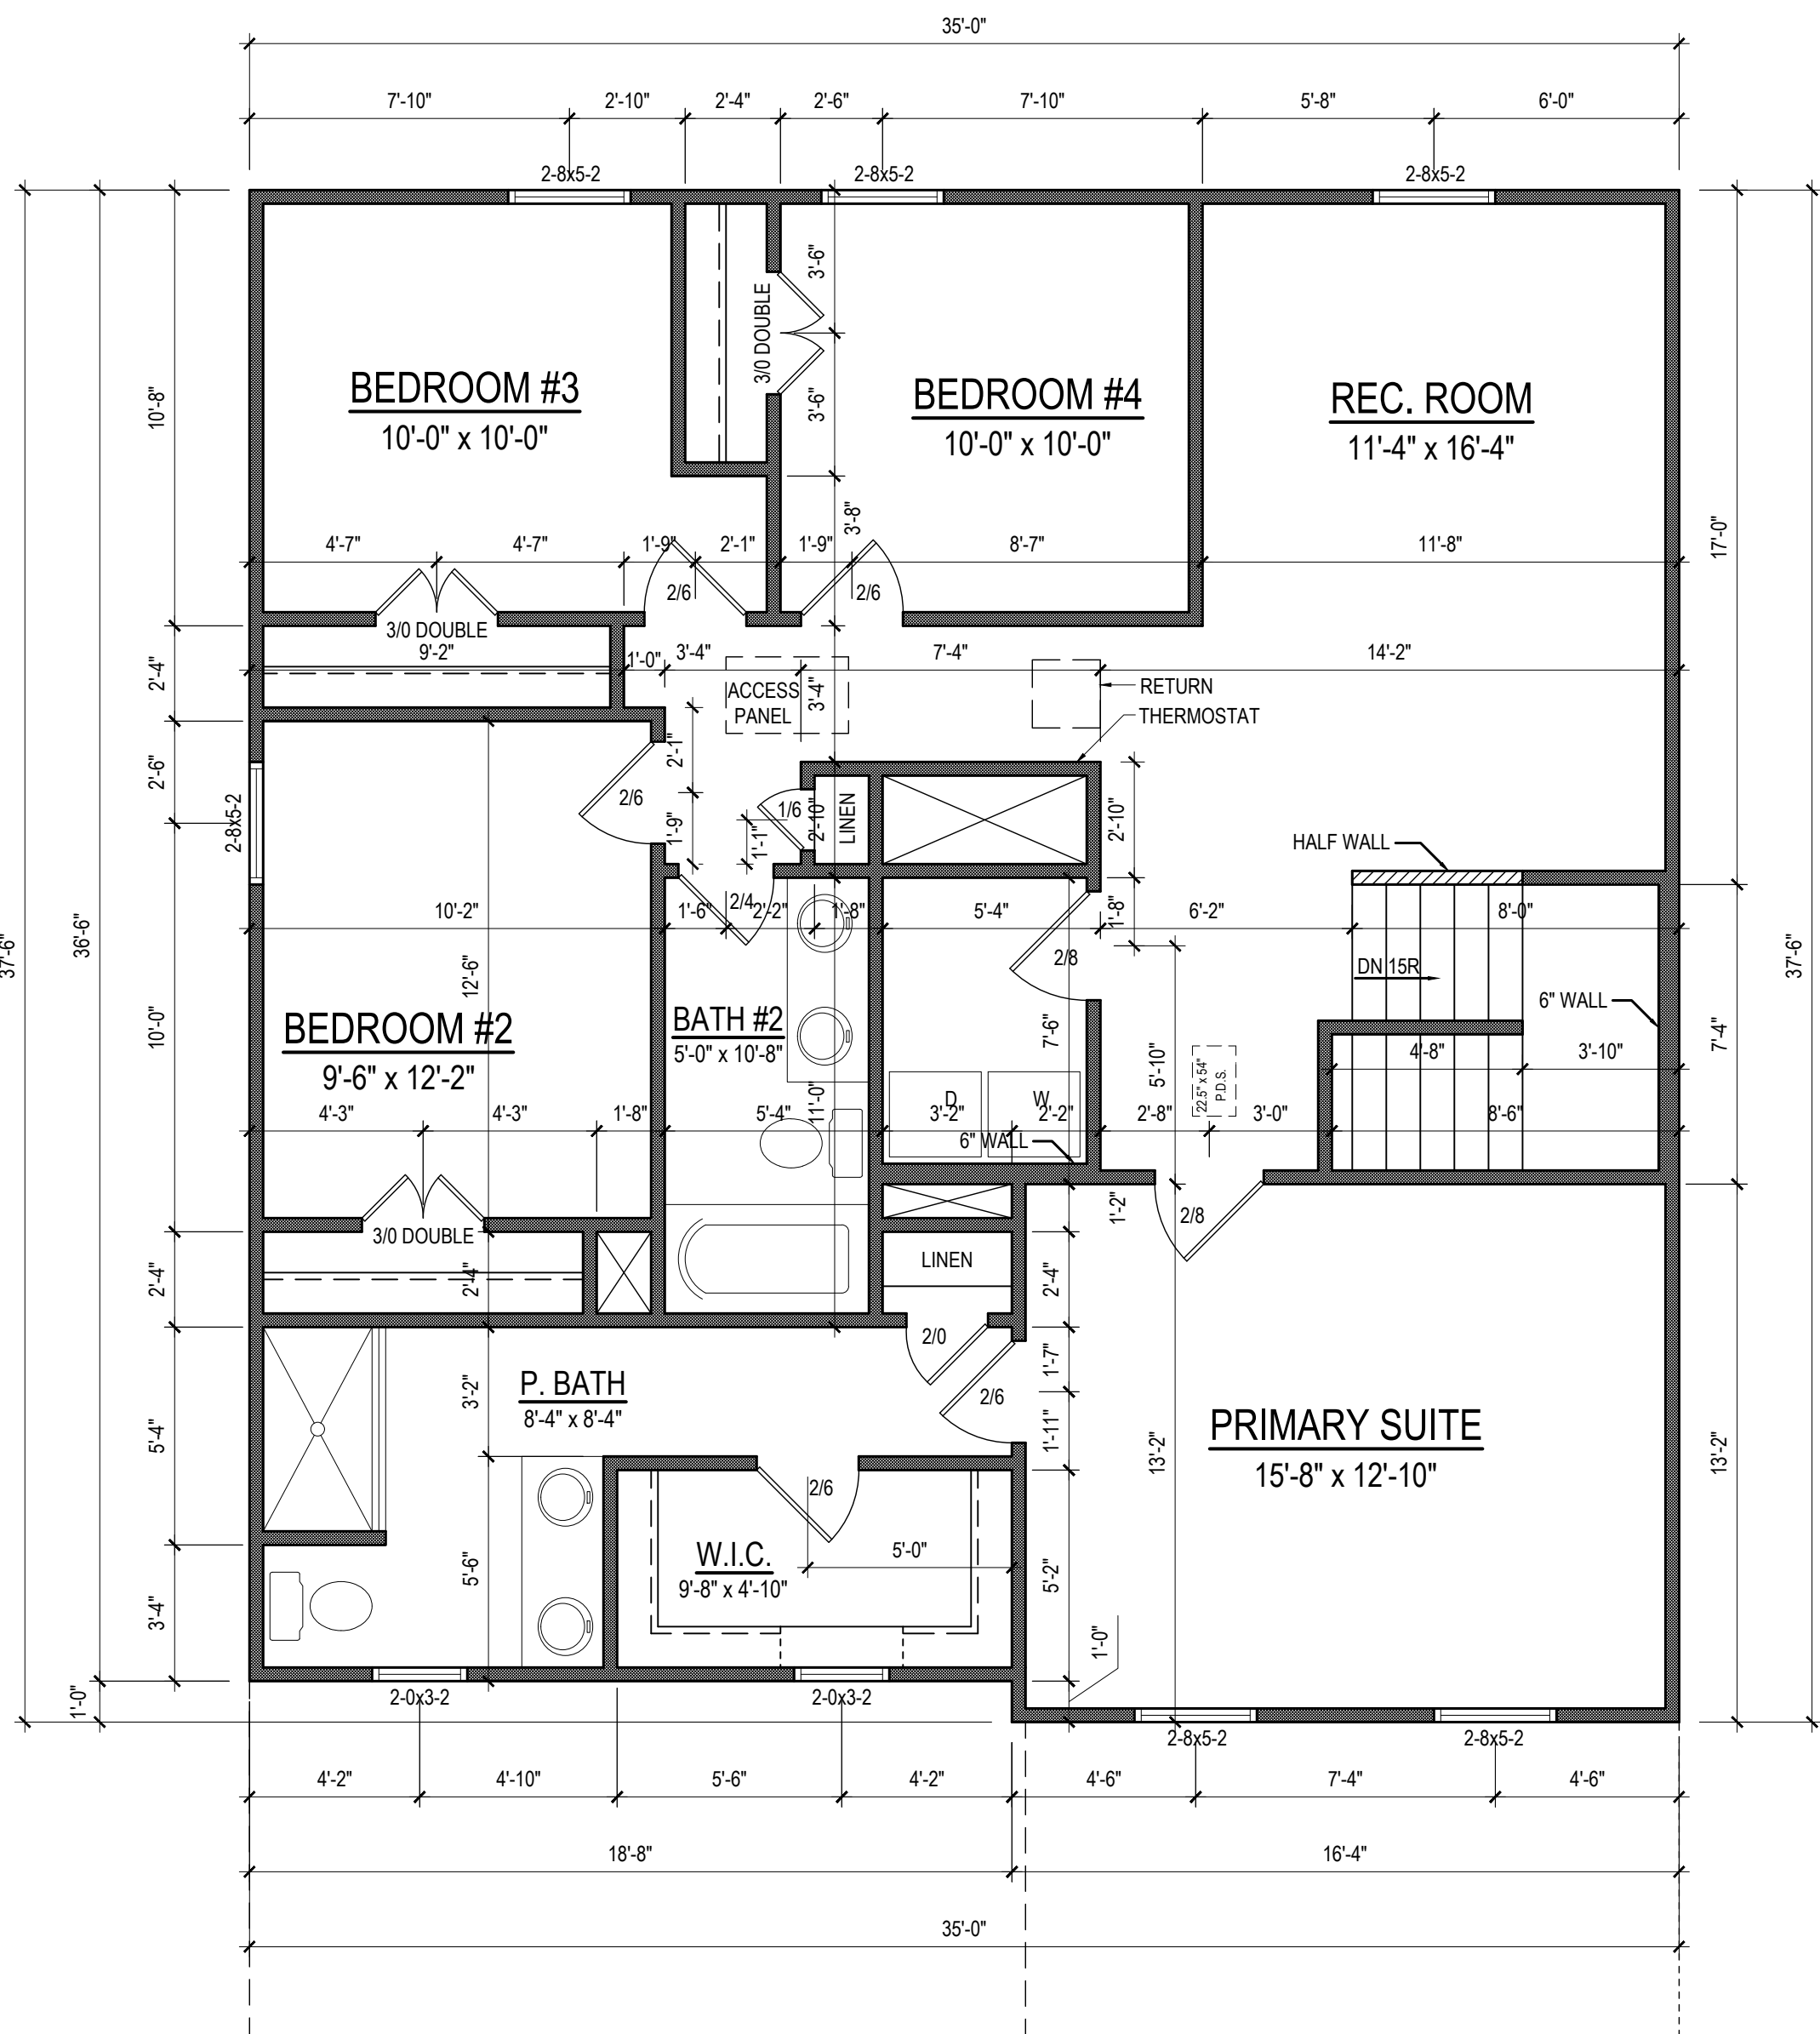 35'-0"
7'-10" 2'-10" 2'-4" 2'-6" 7'-10" 5'-8" 6'-0"
2-8x5-2 2-8x5-2 2-8x5-2
3'-6"
3/0 DOUBLE
3'-6"
BEDROOM #3
10'-0" x 10'-0"
BEDROOM #4
10'-0" x 10'-0"
REC. ROOM
11'-4" x 16'-4"
10'-8"
17'-0"
3'-8"
4'-7" 4'-7" 1'-9" 2'-1" 1'-9" 8'-7" 11'-8"
2/6 2/6
3/0 DOUBLE
9'-2" 1'-0" 3'-4" 7'-4" 14'-2"
2'-4"
ACCESS
PANEL
3'-4"
RETURN
THERMOSTAT
2'-6"
2-8x5-2
2'-1"
2/6
1'-9"
1/6
1'-1"
2'-10"
LINEN
2'-10"
HALF WALL
37'-6"
36'-6"
37'-6"
10'-2" 1'-6" 2/4 2'-2" 1'-8" 5'-4" 1'-8" 6'-2" 8'-0"
12'-6"
2/8
DN 15R
6" WALL
10'-0"
BEDROOM #2
9'-6" x 12'-2"
BATH #2
5'-0" x 10'-8"
7'-6"
5'-10"
22.5" x 54"
P.D.S.
4'-8" 3'-10"
7'-4"
D W
11'-0"
4'-3" 4'-3" 1'-8" 5'-4" 3'-2" 2'-2" 2'-8" 3'-0" 8'-6"
6" WALL
1'-2"
2/8
3/0 DOUBLE
2'-4"
2'-4"
LINEN
2'-4"
2/0
1'-7"
2/6
P. BATH
8'-4" x 8'-4"
3'-2"
5'-4"
1'-11"
13'-2"
PRIMARY SUITE
15'-8" x 12'-10"
13'-2"
2/6
W.I.C.
9'-8" x 4'-10"
5'-0"
5'-6"
5'-2"
3'-4"
1'-0"
1'-0"
2-0x3-2 2-0x3-2
2-8x5-2 2-8x5-2
4'-2" 4'-10" 5'-6" 4'-2" 4'-6" 7'-4" 4'-6"
18'-8" 16'-4"
35'-0"